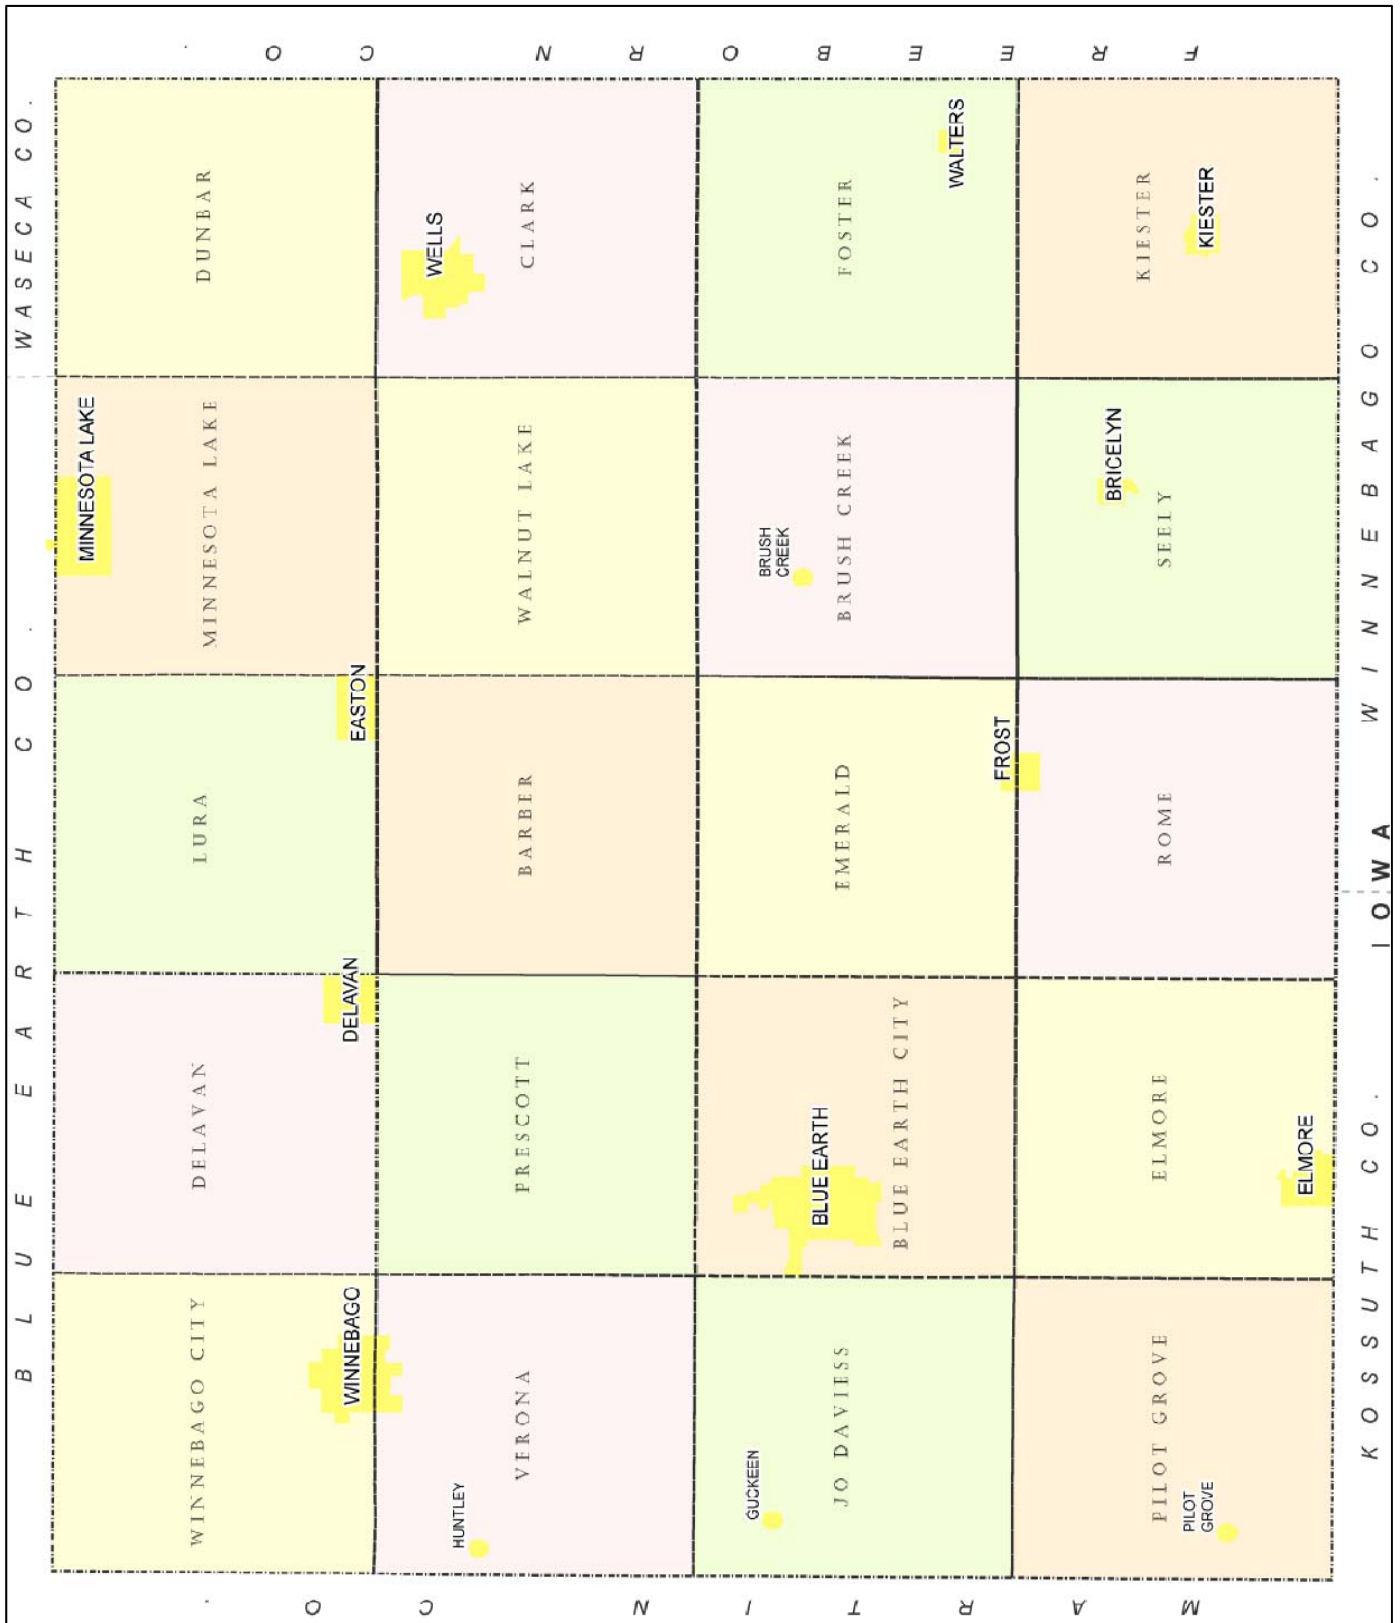 BLUE EARTH CO.
WASECA CO.
FREEBORN CO.
MARTIN CO.
WINNEBAGO CITY
DELAVAN
LURA
MINNESOTA LAKE
MINNESOTA LAKE
DUNBAR
WINNEBAGO
DELAVAN
EASTON
HUNTLEY
VERONA
PRESCOTT
BARBER
WALNUT LAKE
WELLS
CLARK
GUCKEEN
JO DAVIESS
BLUE EARTH
BLUE EARTH CITY
EMERALD
BRUSH
CREEK
BRUSH CREEK
FOSTER
WALTERS
FROST
PILOT GROVE
PILOT
GROVE
ELMORE
ELMORE
ROME
BRICELYN
SEELY
KIESTER
KIESTER
KOSSUTH CO.
WINNEBAGO CO.
IOWA